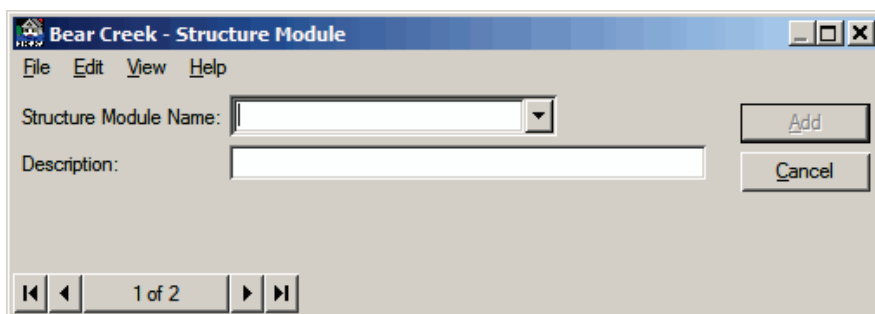 Bear Creek - Structure Module
File Edit View Help
Structure Module Name:
Add
Description:
Cancel
1 of 2